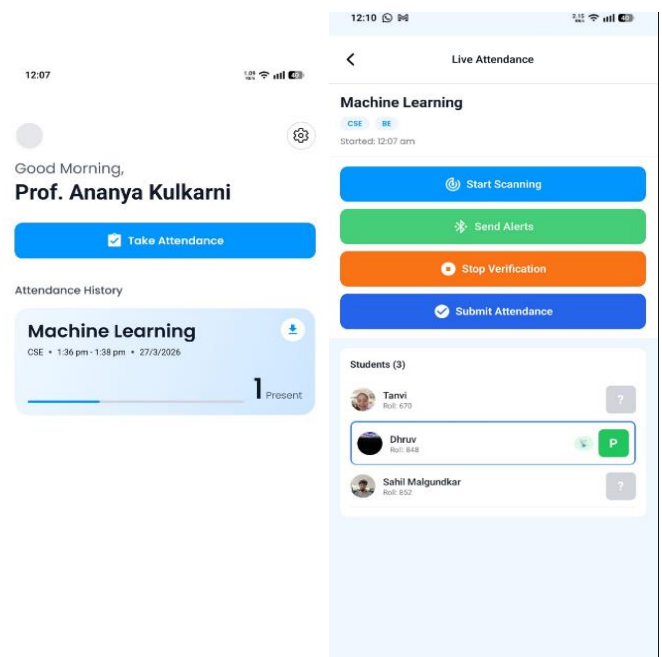 12:07
Good Morning,
Prof. Ananya Kulkarni
Take Attendance
Attendance History
Machine Learning
CSE • 1:36 pm - 1:38 pm • 27/3/2026
1 Present
12:10
Live Attendance
Machine Learning
CSE BE
Started: 12:07 am
Start Scanning
Send Alerts
Stop Verification
Submit Attendance
Students (3)
Tanvi
Roll: 670
?
Dhruv
Roll: 848
P
Sahil Malgundkar
Roll: 852
?